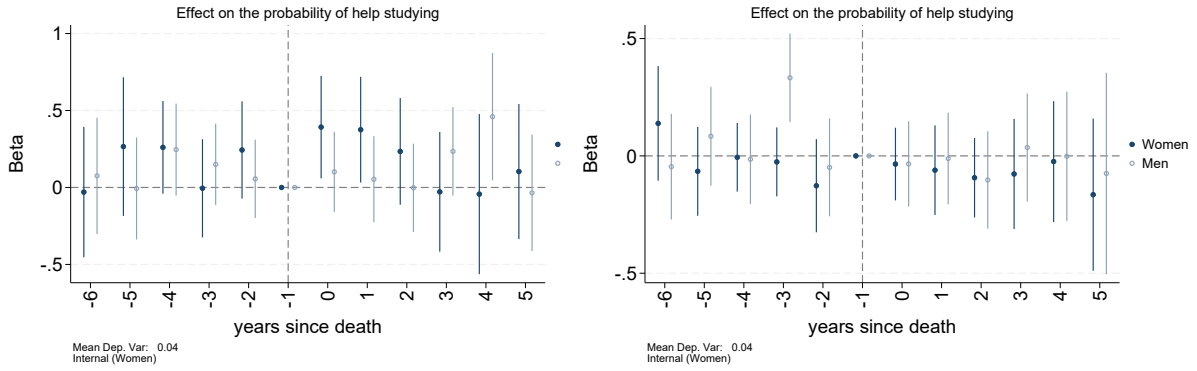 Effect on the probability of help studying
1
.5
0
-.5
Beta
-6 -5 -4 -3 -2 -1 0 1 2 3 4 5
years since death
Mean Dep. Var: 0.04
Internal (Women)
Effect on the probability of help studying
.5
0
-.5
Beta
-6 -5 -4 -3 -2 -1 0 1 2 3 4 5
years since death
Women
Men
Mean Dep. Var: 0.04
Internal (Women)